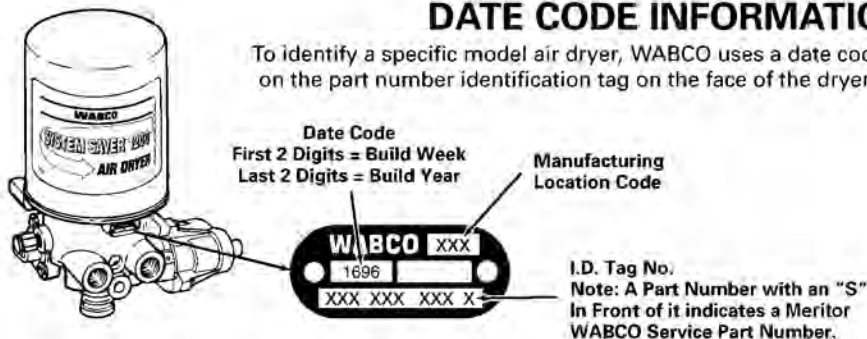 DATE CODE INFORMATIO
To identify a specific model air dryer, WABCO uses a date cod
on the part number identification tag on the face of the dryer
WABCO
SYSTEM SAVER 1200
AIR DRYER
Date Code
First 2 Digits = Build Week
Last 2 Digits = Build Year
Manufacturing
Location Code
WABCO XXX
1696
XXX XXX XXX X
I.D. Tag No.
Note: A Part Number with an "S"
In Front of it indicates a Meritor
WABCO Service Part Number.